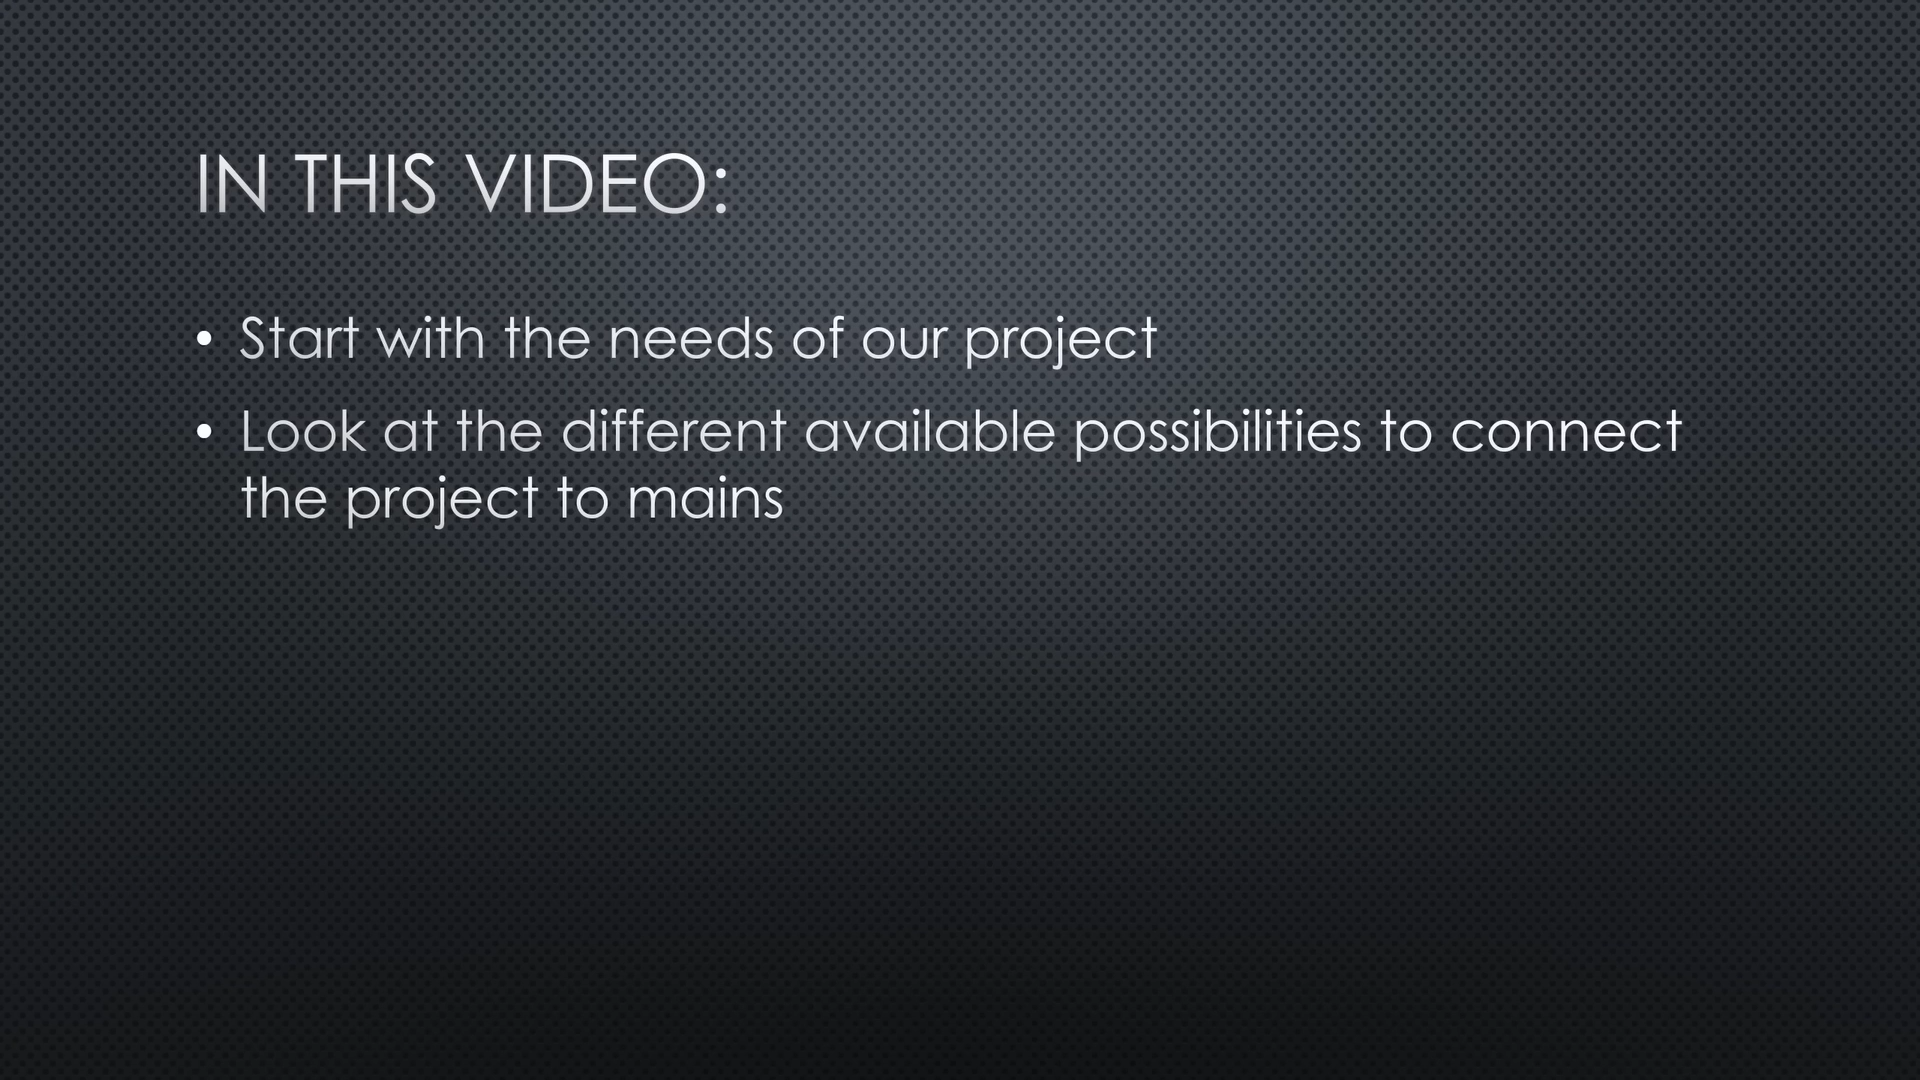 IN THIS VIDEO:
• Start with the needs of our project
• Look at the different available possibilities to connect
the project to mains